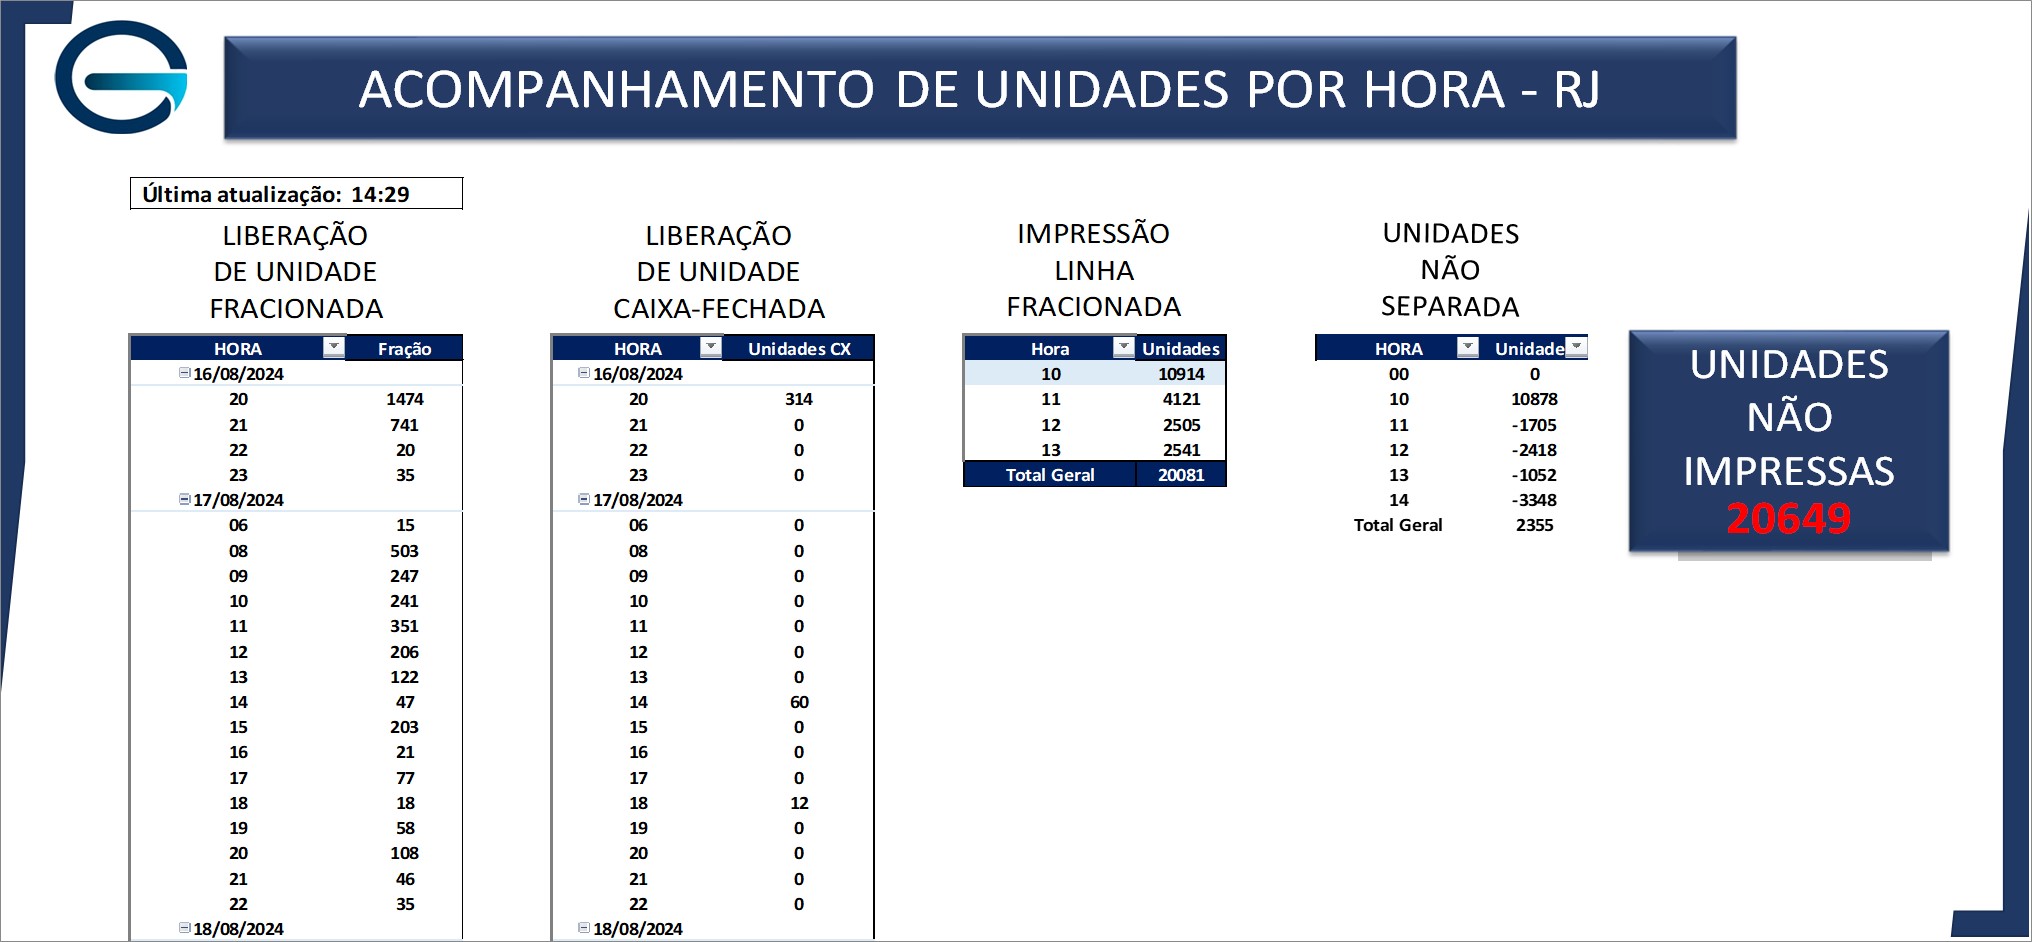 ACOMPANHAMENTO DE UNIDADES POR HORA - RJ
Última atualização: 14:29
LIBERAÇÃO
DE UNIDADE
FRACIONADA
HORA Fração
16/08/2024
20 1474
21 741
22 20
23 35
17/08/2024
06 15
08 503
09 247
10 241
11 351
12 206
13 122
14 47
15 203
16 21
17 77
18 18
19 58
20 108
21 46
22 35
18/08/2024
LIBERAÇÃO
DE UNIDADE
CAIXA-FECHADA
HORA Unidades CX
16/08/2024
20 314
21 0
22 0
23 0
17/08/2024
06 0
08 0
09 0
10 0
11 0
12 0
13 0
14 60
15 0
16 0
17 0
18 12
19 0
20 0
21 0
22 0
18/08/2024
IMPRESSÃO
LINHA
FRACIONADA
Hora Unidades
10 10914
11 4121
12 2505
13 2541
Total Geral 20081
UNIDADES
NÃO
SEPARADA
HORA Unidade
00 0
10 10878
11 -1705
12 -2418
13 -1052
14 -3348
Total Geral 2355
UNIDADES
NÃO
IMPRESSAS
20649